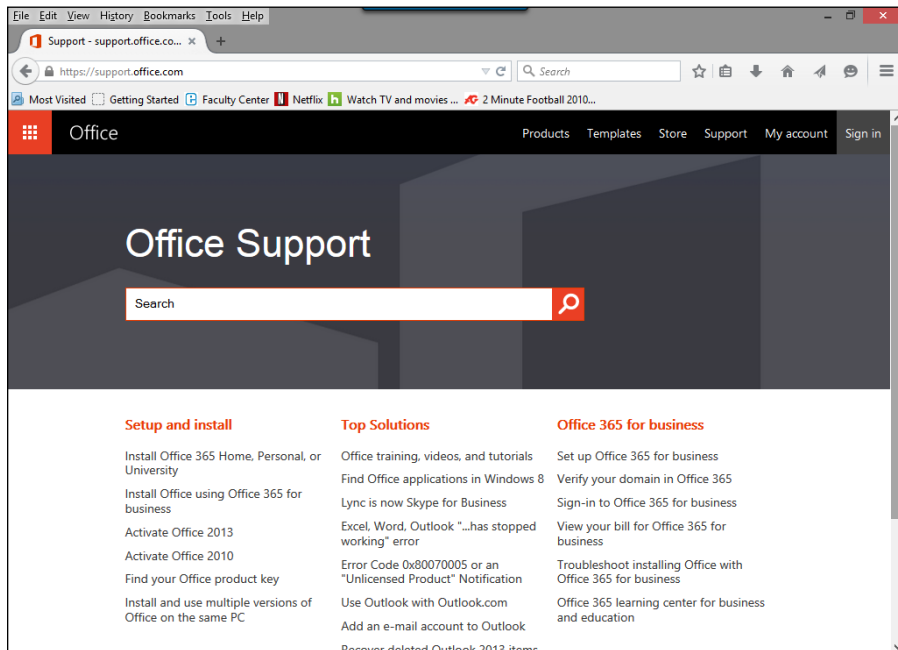 File Edit View History Bookmarks Tools Help
Support - support.office.co... × +
https://support.office.com
Search
Most Visited Getting Started Faculty Center Netflix Watch TV and movies ... 2 Minute Football 2010...
Office Products Templates Store Support My account Sign in
Office Support
Search
Setup and install
Install Office 365 Home, Personal, or
University
Install Office using Office 365 for
business
Activate Office 2013
Activate Office 2010
Find your Office product key
Install and use multiple versions of
Office on the same PC
Top Solutions
Office training, videos, and tutorials
Find Office applications in Windows 8
Lync is now Skype for Business
Excel, Word, Outlook "...has stopped
working" error
Error Code 0x80070005 or an
"Unlicensed Product" Notification
Use Outlook with Outlook.com
Add an e-mail account to Outlook
Recover deleted Outlook 2013 items
Office 365 for business
Set up Office 365 for business
Verify your domain in Office 365
Sign-in to Office 365 for business
View your bill for Office 365 for
business
Troubleshoot installing Office with
Office 365 for business
Office 365 learning center for business
and education